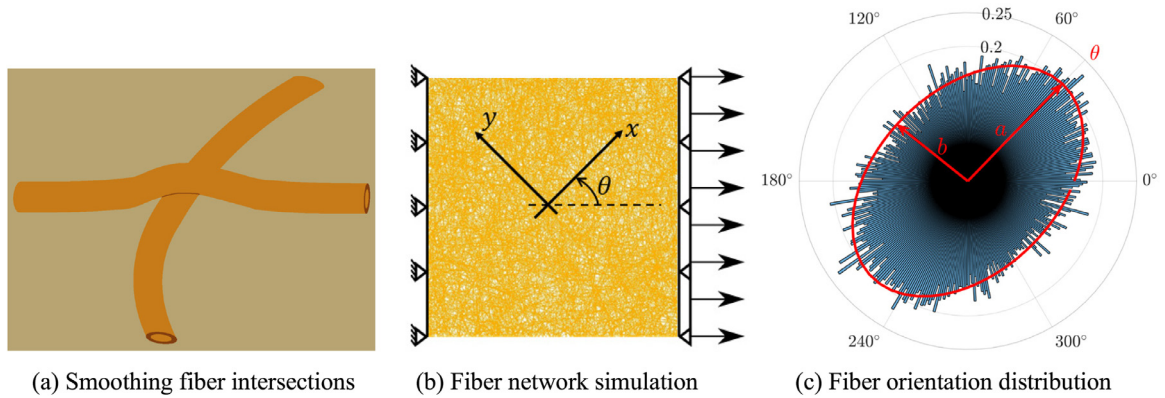 (a) Smoothing fiber intersections
y
x
θ
(b) Fiber network simulation
120°
0.25
60°
0.2
θ
a
b
180°
0°
240°
300°
(c) Fiber orientation distribution